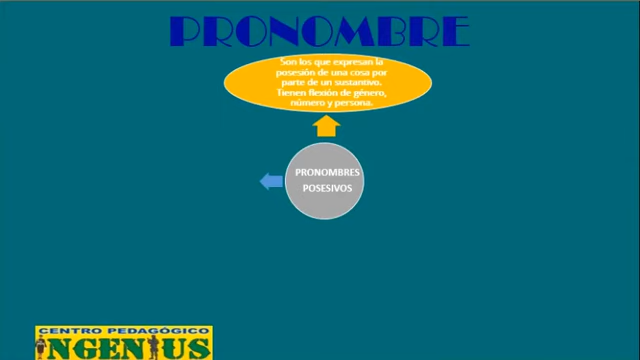 PRONOMBRE
Son los que expresan la
posesión de una cosa por
parte de un sustantivo.
Tienen flexión de género,
número y persona.
PRONOMBRES
POSESIVOS
CENTRO PEDAGÓGICO
INGENIUS